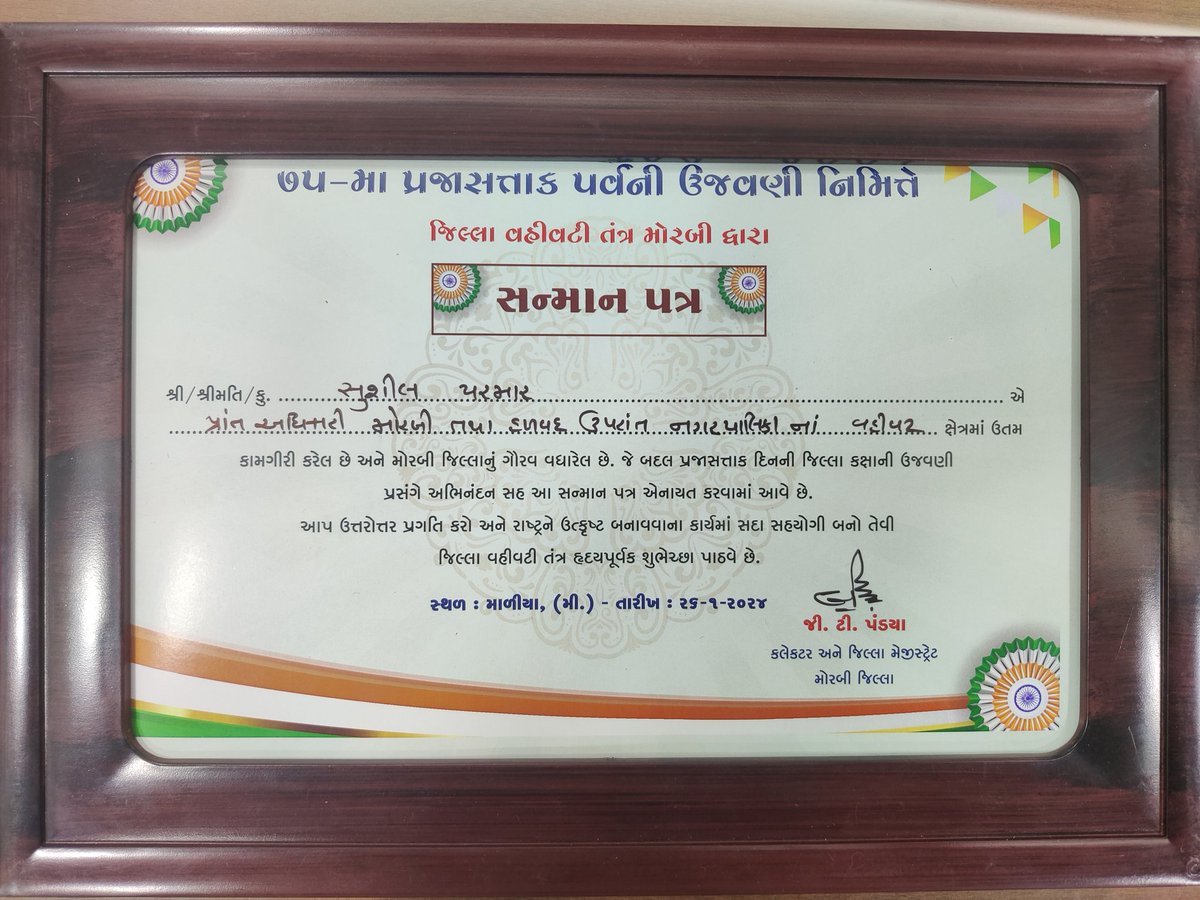 ૭૫-મા પ્રજાસત્તાક પર્વની ઉજવણી નિમિત્તે
જિલ્લા વહીવટી તંત્ર મોરબી દ્વારા
સન્માન પત્ર
શ્રી/શ્રીમતિ/કુ. સુશીલ પરમાર એ
પ્રાંત અધિકારી મોરબી તથા હળવદ ઉપરાંત નગરપાલિકાનાં વહીવટ ક્ષેત્રમાં ઉતમ
કામગીરી કરેલ છે અને મોરબી જિલ્લાનું ગૌરવ વધારેલ છે. જે બદલ પ્રજાસત્તાક દિનની જિલ્લા કક્ષાની ઉજવણી
પ્રસંગે અભિનંદન સહ આ સન્માન પત્ર એનાયત કરવામાં આવે છે.
આપ ઉત્તરોત્તર પ્રગતિ કરો અને રાષ્ટ્રને ઉત્કૃષ્ટ બનાવવાના કાર્યમાં સદા સહયોગી બનો તેવી
જિલ્લા વહીવટી તંત્ર હૃદયપૂર્વક શુભેચ્છા પાઠવે છે.
સ્થળ : માળીયા, (મી.) - તારીખ : ૨૬-૧-૨૦૨૪
જી. ટી. પંડયા
કલેકટર અને જિલ્લા મેજીસ્ટ્રેટ
મોરબી જિલ્લા